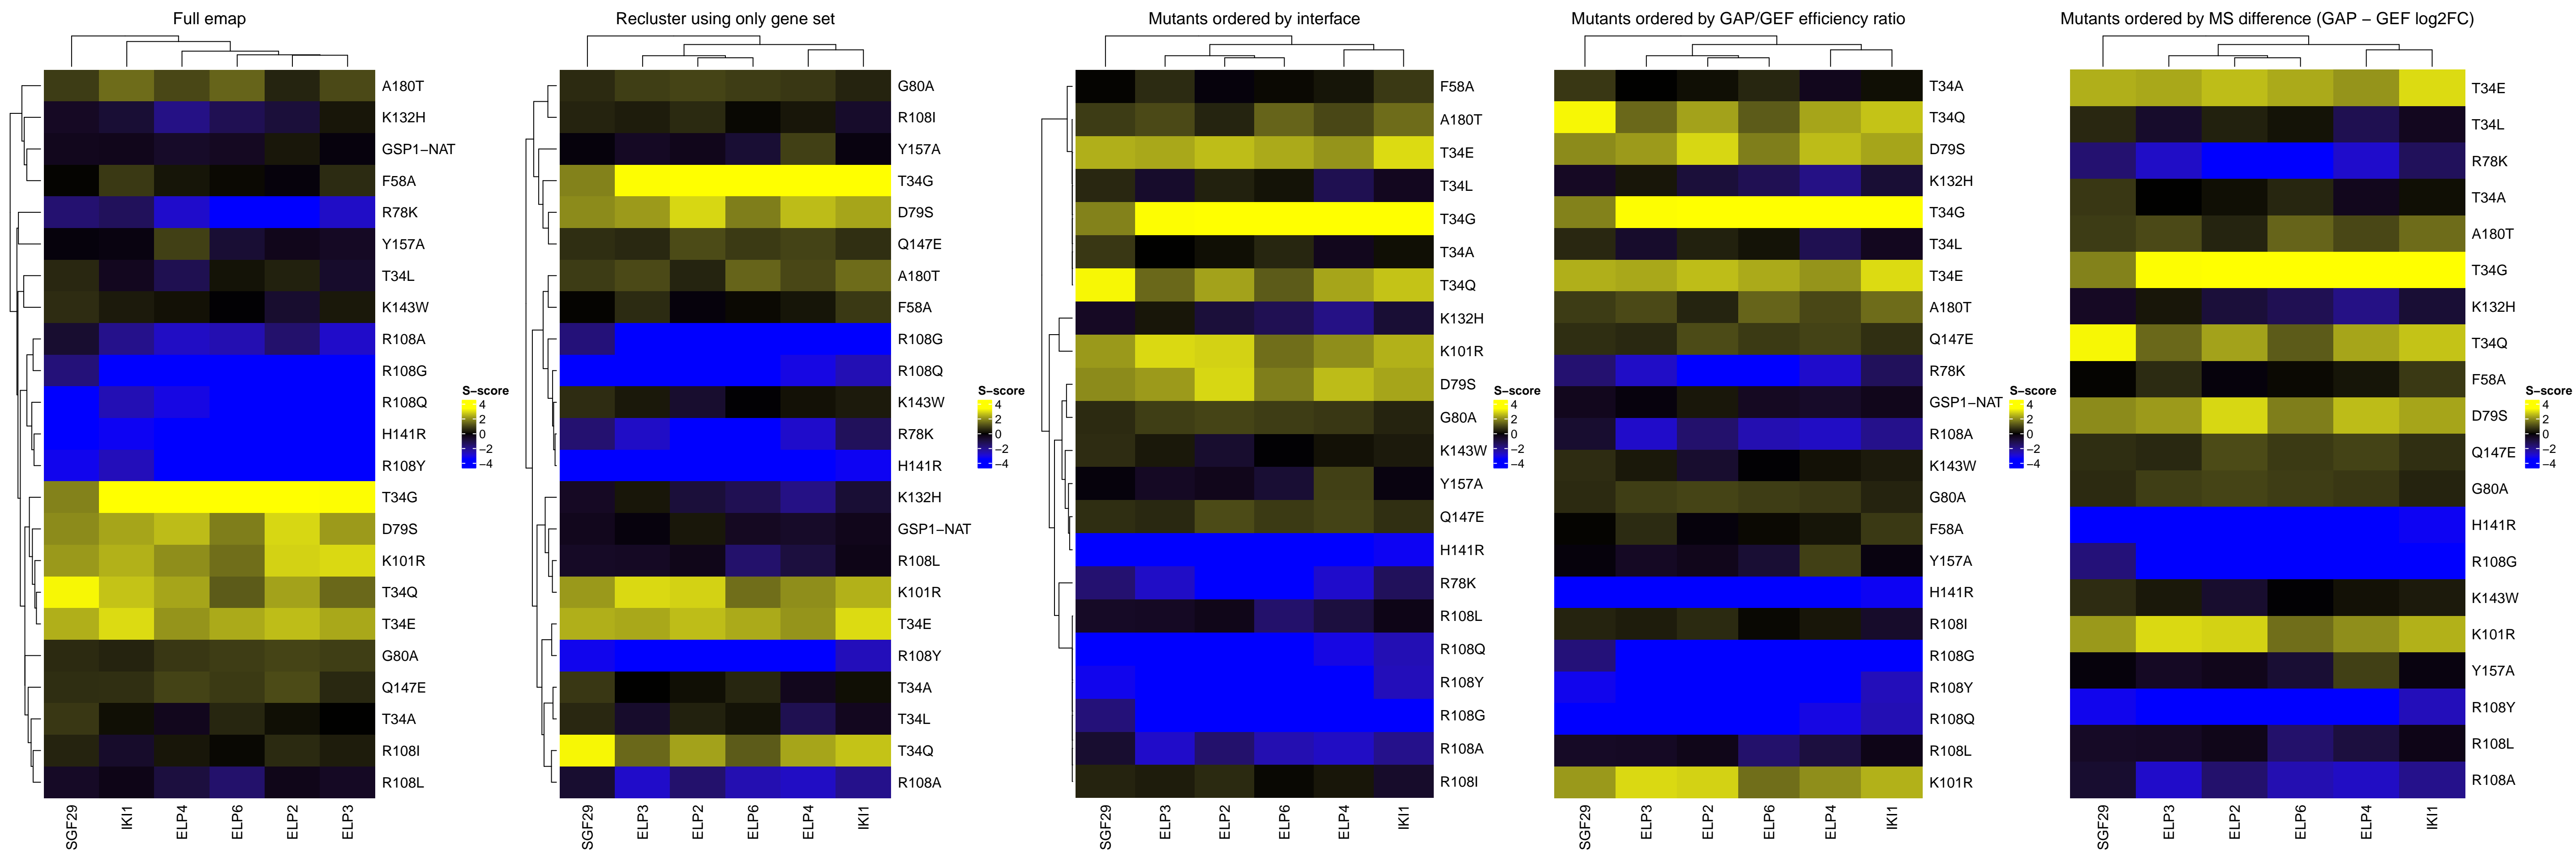 Full emap
A180T
K132H
GSP1−NAT
F58A
R78K
Y157A
T34L
K143W
R108A
R108G
R108Q
H141R
R108Y
T34G
D79S
K101R
T34Q
T34E
G80A
Q147E
T34A
R108I
R108L
SGF29
IKI1
ELP4
ELP6
ELP2
ELP3
S−score
4
2
0
−2
−4
Recluster using only gene set
G80A
R108I
Y157A
T34G
D79S
Q147E
A180T
F58A
R108G
R108Q
K143W
R78K
H141R
K132H
GSP1−NAT
R108L
K101R
T34E
R108Y
T34A
T34L
T34Q
R108A
SGF29
ELP3
ELP2
ELP6
ELP4
IKI1
S−score
4
2
0
−2
−4
Mutants ordered by interface
F58A
A180T
T34E
T34L
T34G
T34A
T34Q
K132H
K101R
D79S
G80A
K143W
Y157A
Q147E
H141R
R78K
R108L
R108Q
R108Y
R108G
R108A
R108I
SGF29
ELP3
ELP2
ELP6
ELP4
IKI1
S−score
4
2
0
−2
−4
Mutants ordered by GAP/GEF efficiency ratio
T34A
T34Q
D79S
K132H
T34G
T34L
T34E
A180T
Q147E
R78K
GSP1−NAT
R108A
K143W
G80A
F58A
Y157A
H141R
R108I
R108G
R108Y
R108Q
R108L
K101R
SGF29
ELP3
ELP2
ELP6
ELP4
IKI1
S−score
4
2
0
−2
−4
Mutants ordered by MS difference (GAP − GEF log2FC)
T34E
T34L
R78K
T34A
A180T
T34G
K132H
T34Q
F58A
D79S
Q147E
G80A
H141R
R108G
K143W
K101R
Y157A
R108Y
R108L
R108A
SGF29
ELP3
ELP2
ELP6
ELP4
IKI1
S−score
4
2
0
−2
−4